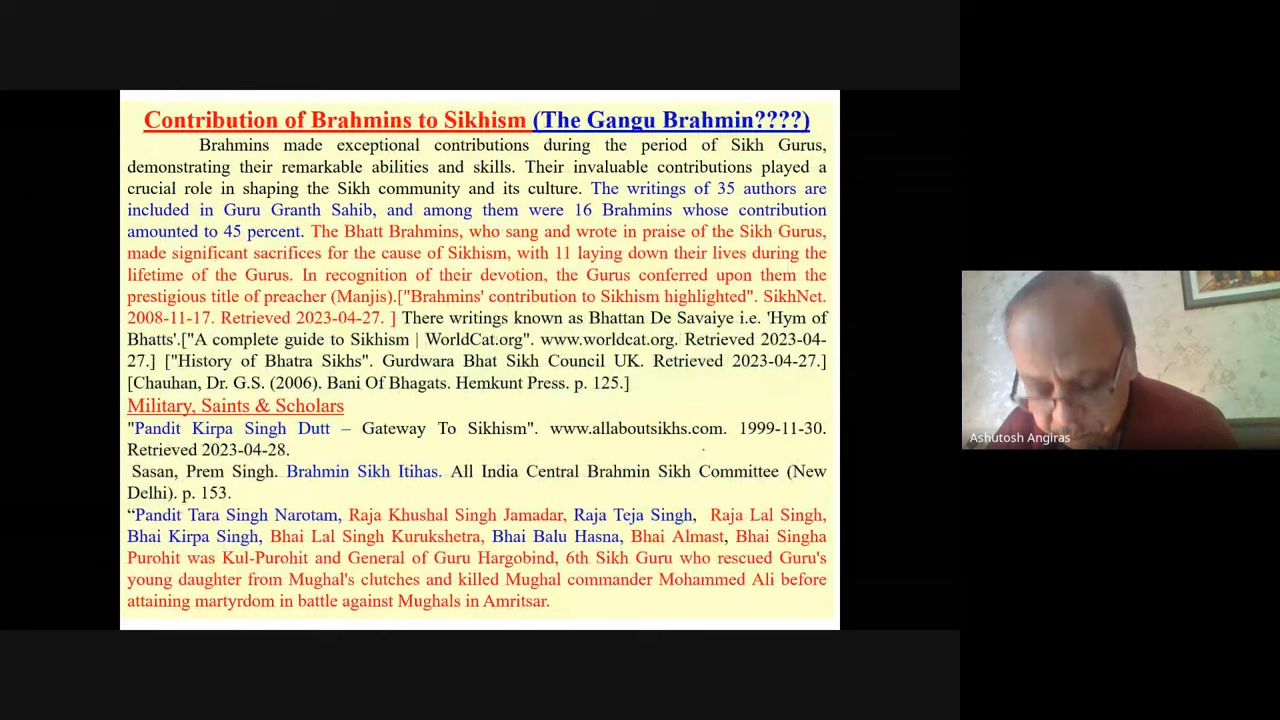 Contribution of Brahmins to Sikhism (The Gangu Brahmin????)
Brahmins made exceptional contributions during the period of Sikh Gurus,
demonstrating their remarkable abilities and skills. Their invaluable contributions played a
crucial role in shaping the Sikh community and its culture. The writings of 35 authors are
included in Guru Granth Sahib, and among them were 16 Brahmins whose contribution
amounted to 45 percent. The Bhatt Brahmins, who sang and wrote in praise of the Sikh Gurus,
made significant sacrifices for the cause of Sikhism, with 11 laying down their lives during the
lifetime of the Gurus. In recognition of their devotion, the Gurus conferred upon them the
prestigious title of preacher (Manjis).["Brahmins' contribution to Sikhism highlighted". SikhNet.
2008-11-17. Retrieved 2023-04-27. ] There writings known as Bhattan De Savaiye i.e. 'Hym of
Bhatts'.["A complete guide to Sikhism | WorldCat.org". www.worldcat.org. Retrieved 2023-04-
27.] ["History of Bhatra Sikhs". Gurdwara Bhat Sikh Council UK. Retrieved 2023-04-27.]
[Chauhan, Dr. G.S. (2006). Bani Of Bhagats. Hemkunt Press. p. 125.]
Military, Saints & Scholars
"Pandit Kirpa Singh Dutt – Gateway To Sikhism". www.allaboutsikhs.com. 1999-11-30.
Retrieved 2023-04-28.
Sasan, Prem Singh. Brahmin Sikh Itihas. All India Central Brahmin Sikh Committee (New
Delhi). p. 153.
“Pandit Tara Singh Narotam, Raja Khushal Singh Jamadar, Raja Teja Singh, Raja Lal Singh,
Bhai Kirpa Singh, Bhai Lal Singh Kurukshetra, Bhai Balu Hasna, Bhai Almast, Bhai Singha
Purohit was Kul-Purohit and General of Guru Hargobind, 6th Sikh Guru who rescued Guru's
young daughter from Mughal's clutches and killed Mughal commander Mohammed Ali before
attaining martyrdom in battle against Mughals in Amritsar.
Ashutosh Angiras